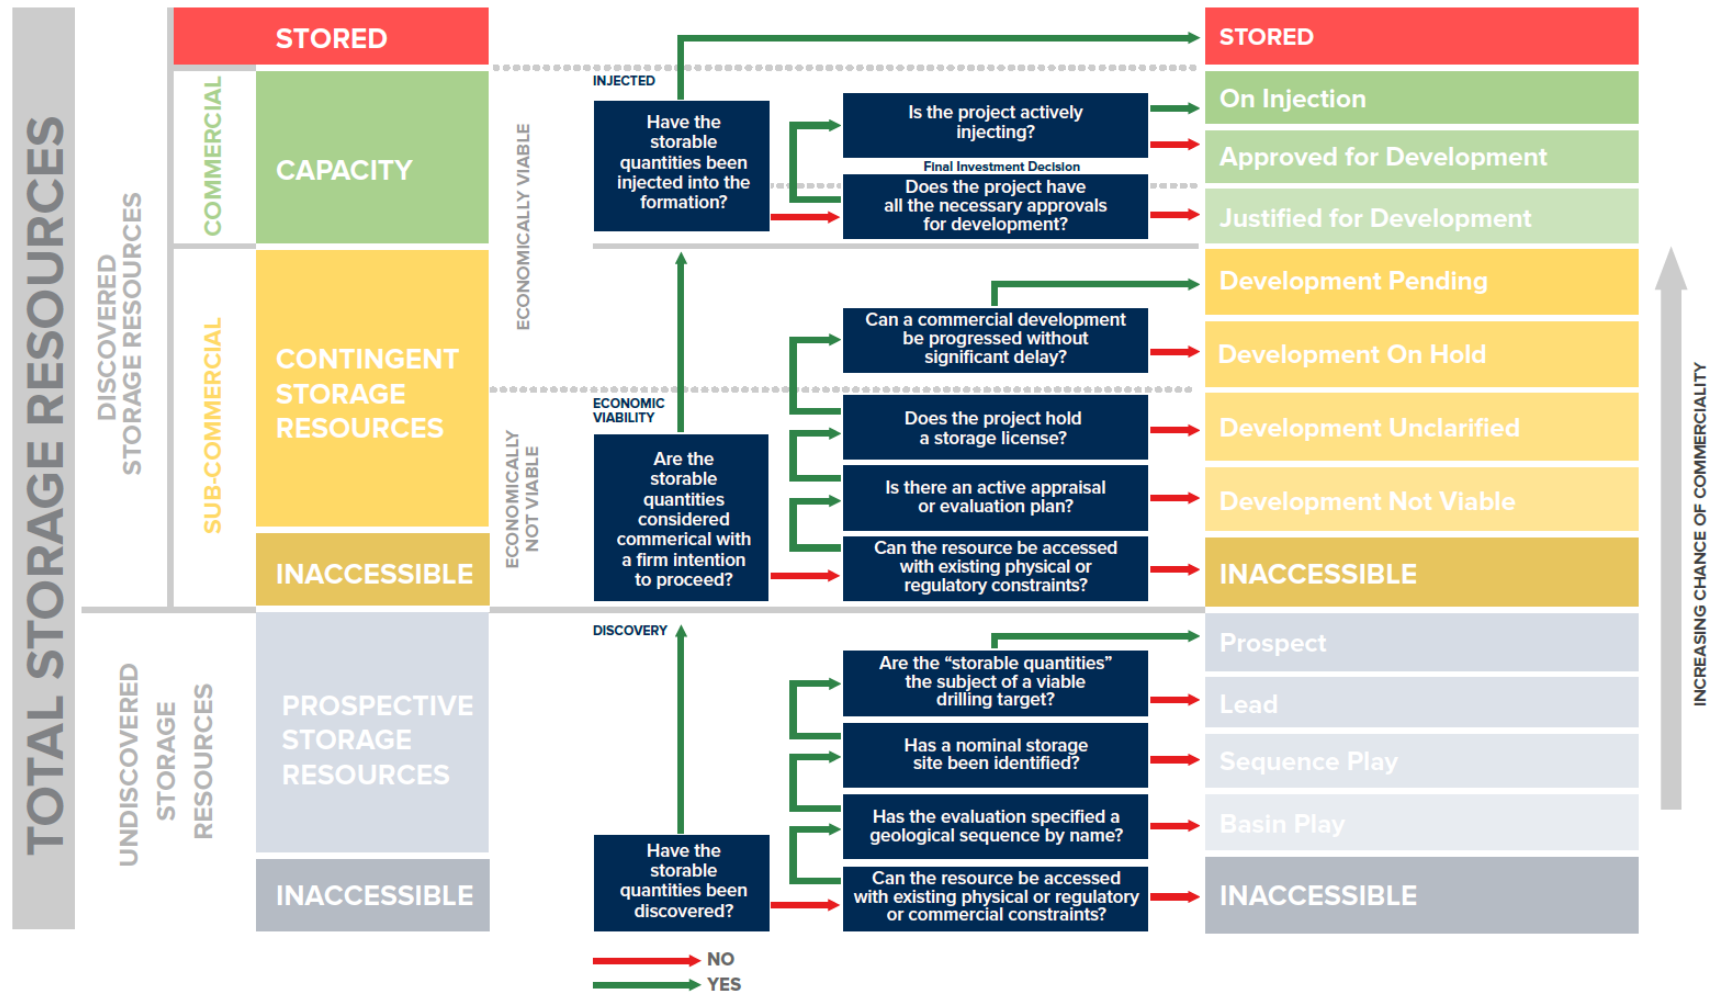 TOTAL STORAGE RESOURCES
DISCOVERED
STORAGE RESOURCES
UNDISCOVERED
STORAGE
RESOURCES
COMMERCIAL
SUB-COMMERCIAL
STORED
CAPACITY
CONTINGENT
STORAGE
RESOURCES
INACCESSIBLE
PROSPECTIVE
STORAGE
RESOURCES
INACCESSIBLE
ECONOMICALLY VIABLE
ECONOMICALLY
NOT VIABLE
INJECTED
Have the
storable
quantities been
injected into the
formation?
Is the project actively
injecting?
Final Investment Decision
Does the project have
all the necessary approvals
for development?
ECONOMIC
VIABILITY
Are the
storable
quantities
considered
commerical with
a firm intention
to proceed?
Can a commercial development
be progressed without
significant delay?
Does the project hold
a storage license?
Is there an active appraisal
or evaluation plan?
Can the resource be accessed
with existing physical or
regulatory constraints?
DISCOVERY
Have the
storable
quantities been
discovered?
Are the “storable quantities”
the subject of a viable
drilling target?
Has a nominal storage
site been identified?
Has the evaluation specified a
geological sequence by name?
Can the resource be accessed
with existing physical or regulatory
or commercial constraints?
STORED
On Injection
Approved for Development
Justified for Development
Development Pending
Development On Hold
Development Unclarified
Development Not Viable
INACCESSIBLE
Prospect
Lead
Sequence Play
Basin Play
INACCESSIBLE
INCREASING CHANCE OF COMMERCIALITY
NO
YES